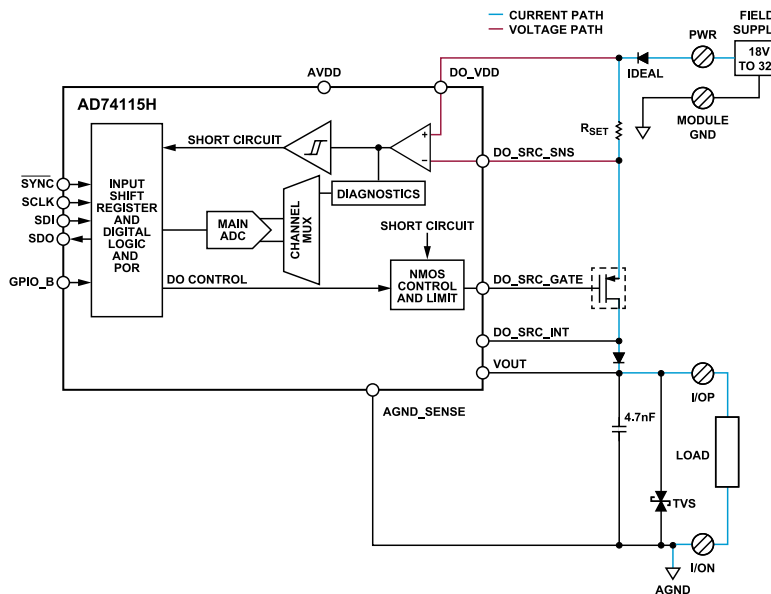 CURRENT PATH
VOLTAGE PATH
FIELD
SUPPL
PWR
18V
TO 32
IDEAL
MODULE
GND
AVDD
DO_VDD
AD74115H
RSET
SHORT CIRCUIT
+
–
DO_SRC_SNS
DIAGNOSTICS
SYNC
SCLK
SDI
SDO
GPIO_B
INPUT
SHIFT
REGISTER
AND
DIGITAL
LOGIC
AND
POR
MAIN
ADC
CHANNEL
MUX
SHORT CIRCUIT
DO CONTROL
NMOS
CONTROL
AND LIMIT
DO_SRC_GATE
DO_SRC_INT
VOUT
AGND_SENSE
4.7nF
I/OP
LOAD
TVS
I/ON
AGND